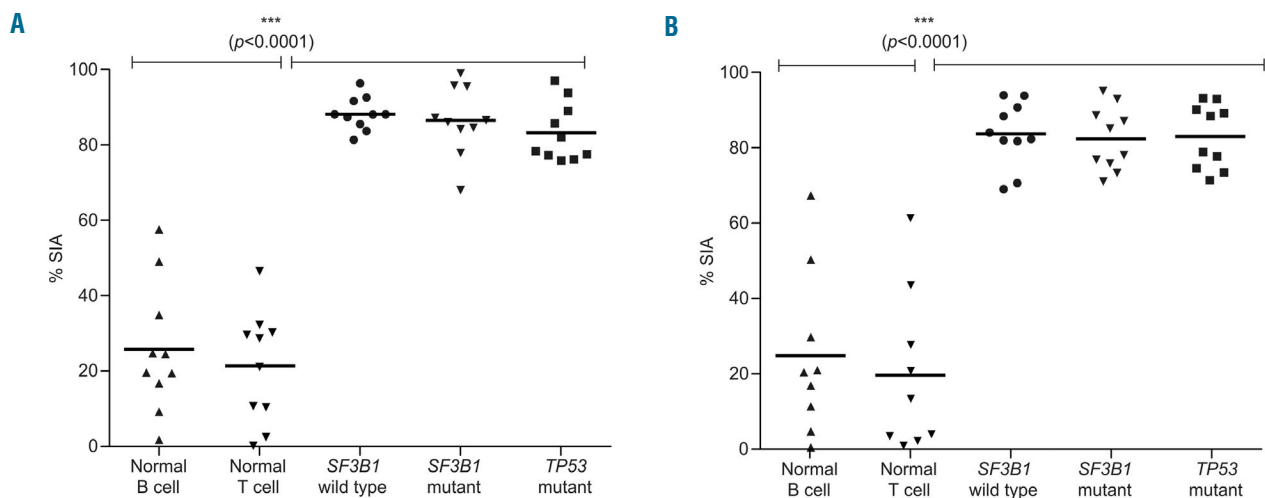 A
***
(p<0.0001)
100
80
60
40
20
0
% SIA
Normal
B cell
Normal
T cell
SF3B1
wild type
SF3B1
mutant
TP53
mutant
B
***
(p<0.0001)
100
80
60
40
20
0
% SIA
Normal
B cell
Normal
T cell
SF3B1
wild type
SF3B1
mutant
TP53
mutant